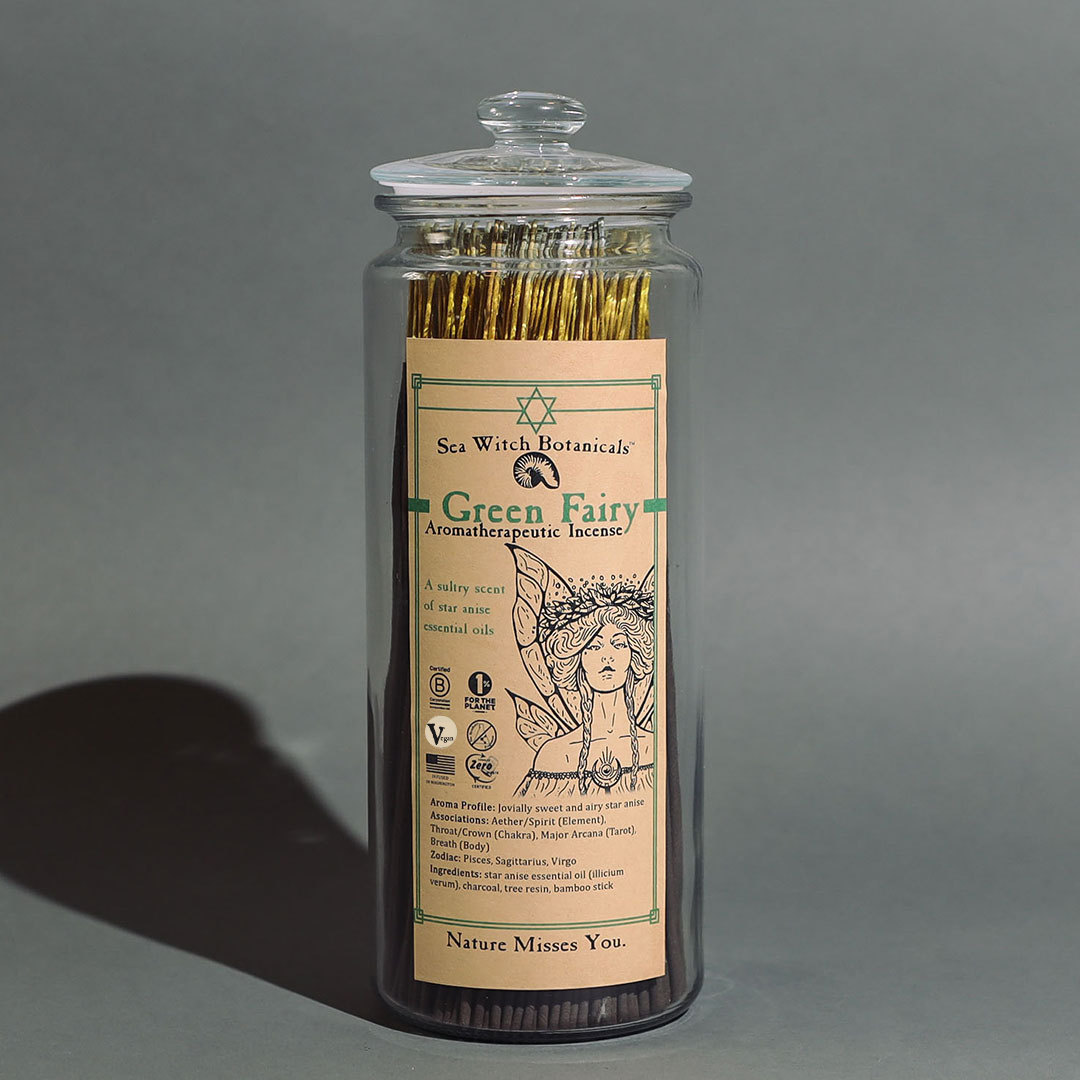 Sea Witch Botanicals™
Green Fairy
Aromatherapeutic Incense
A sultry scent
of star anise
essential oils
Certified
B
Corporation
1%
FOR THE
PLANET
Vegan
Zero
CERTIFIED
Aroma Profile: Jovially sweet and airy star anise
Associations: Aether/Spirit (Element),
Throat/Crown (Chakra), Major Arcana (Tarot),
Breath (Body)
Zodiac: Pisces, Sagittarius, Virgo
Ingredients: star anise essential oil (illicium
verum), charcoal, tree resin, bamboo stick
Nature Misses You.